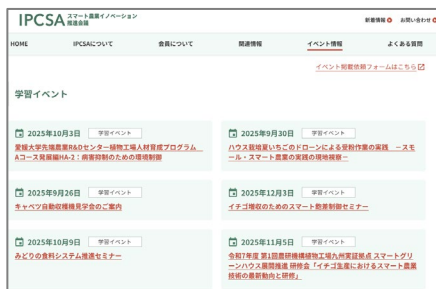 IPCSA スマート農業イノベーション推進会議
新着情報 お問い合わせ
HOME IPCSAについて 会員について 関連情報 イベント情報 よくある質問
イベント掲載依頼フォームはこちら
学習イベント
2025年10月3日 学習イベント
愛媛大学先端農業R&Dセンター植物工場人材育成プログラム
Aコース発展編HA-2:病害抑制のための環境制御
2025年9月30日 学習イベント
ハウス栽培夏いちごのドローンによる受粉作業の実践 －スモ
ール・スマート農業の実践の現地視察－
2025年9月26日 学習イベント
キャベツ自動収穫機見学会のご案内
2025年12月3日 学習イベント
イチゴ増収のためのスマート飽差制御セミナー
2025年10月9日 学習イベント
みどりの食料システム推進セミナー
2025年11月5日 学習イベント
令和7年度 第1回農研機構植物工場九州実証拠点 スマートグリ
ーンハウス展開推進 研修会「イチゴ生産におけるスマート農業
技術の最新動向と研修」